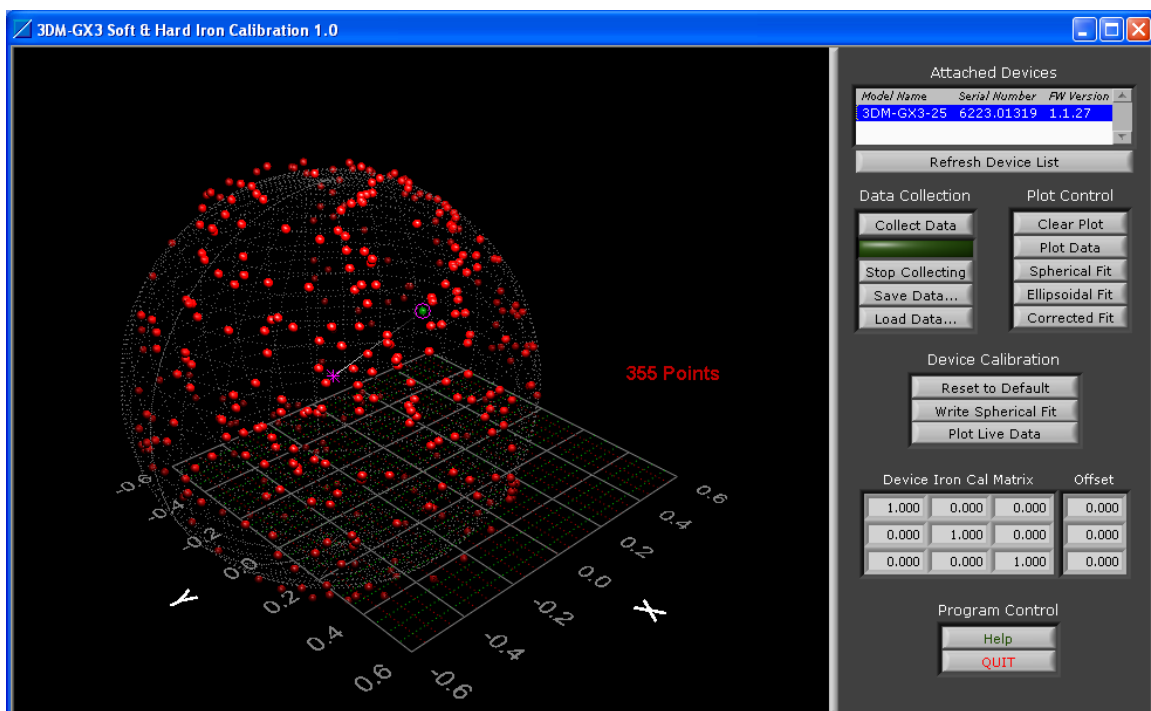 3DM-GX3 Soft & Hard Iron Calibration 1.0
Attached Devices
Model Name Serial Number FW Version
3DM-GX3-25 6223.01319 1.1.27
Refresh Device List
Data Collection Plot Control
Collect Data Clear Plot
Plot Data
Stop Collecting Spherical Fit
Save Data... Ellipsoidal Fit
Load Data... Corrected Fit
355 Points
Device Calibration
Reset to Default
Write Spherical Fit
Plot Live Data
Device Iron Cal Matrix Offset
1.000 0.000 0.000 0.000
0.000 1.000 0.000 0.000
0.000 0.000 1.000 0.000
Program Control
Help
QUIT
-0.6
-0.4
-0.2
0.0
0.2
0.4
0.6
Y
-0.6
-0.4
-0.2
0.0
0.2
0.4
0.6
X